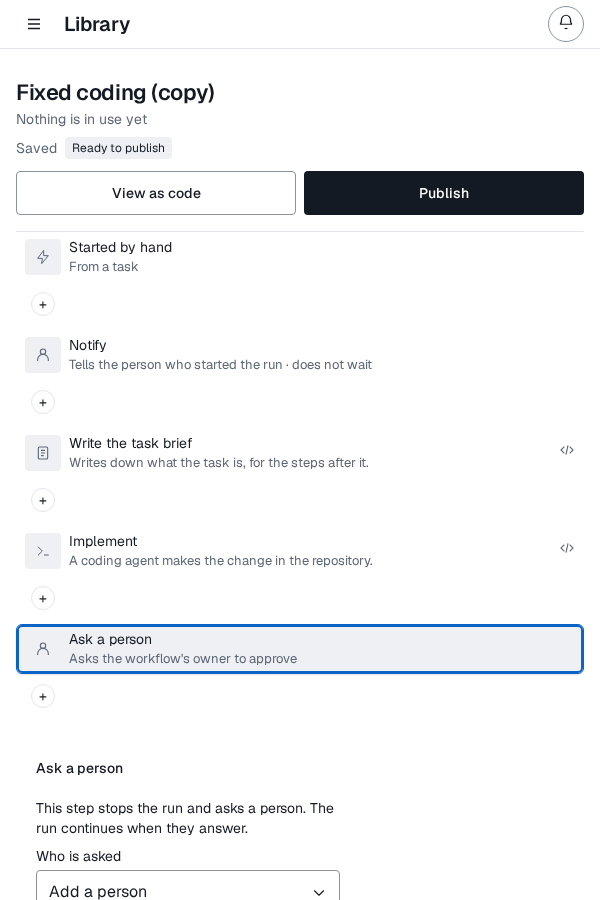 Library
Fixed coding (copy)
Nothing is in use yet
Saved Ready to publish
View as code Publish
Started by hand
From a task
Notify
Tells the person who started the run · does not wait
Write the task brief
Writes down what the task is, for the steps after it.
Implement
A coding agent makes the change in the repository.
Ask a person
Asks the workflow's owner to approve
Ask a person
This step stops the run and asks a person. The
run continues when they answer.
Who is asked
Add a person